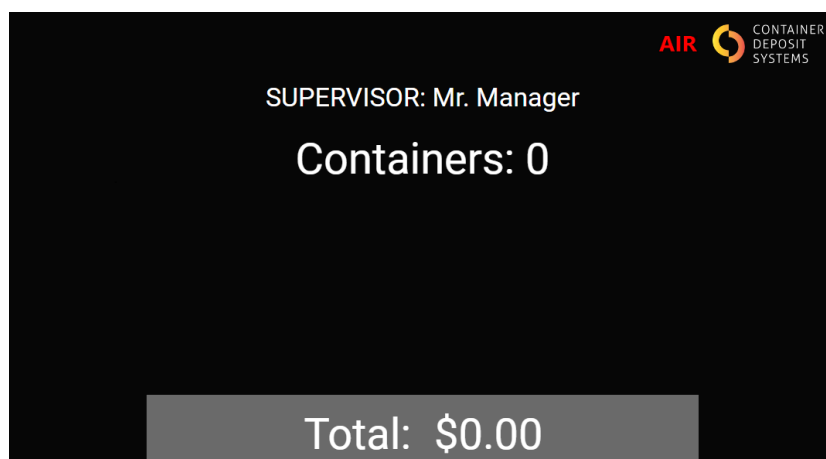 AIR
CONTAINER
DEPOSIT
SYSTEMS
SUPERVISOR: Mr. Manager
Containers: 0
Total: $0.00